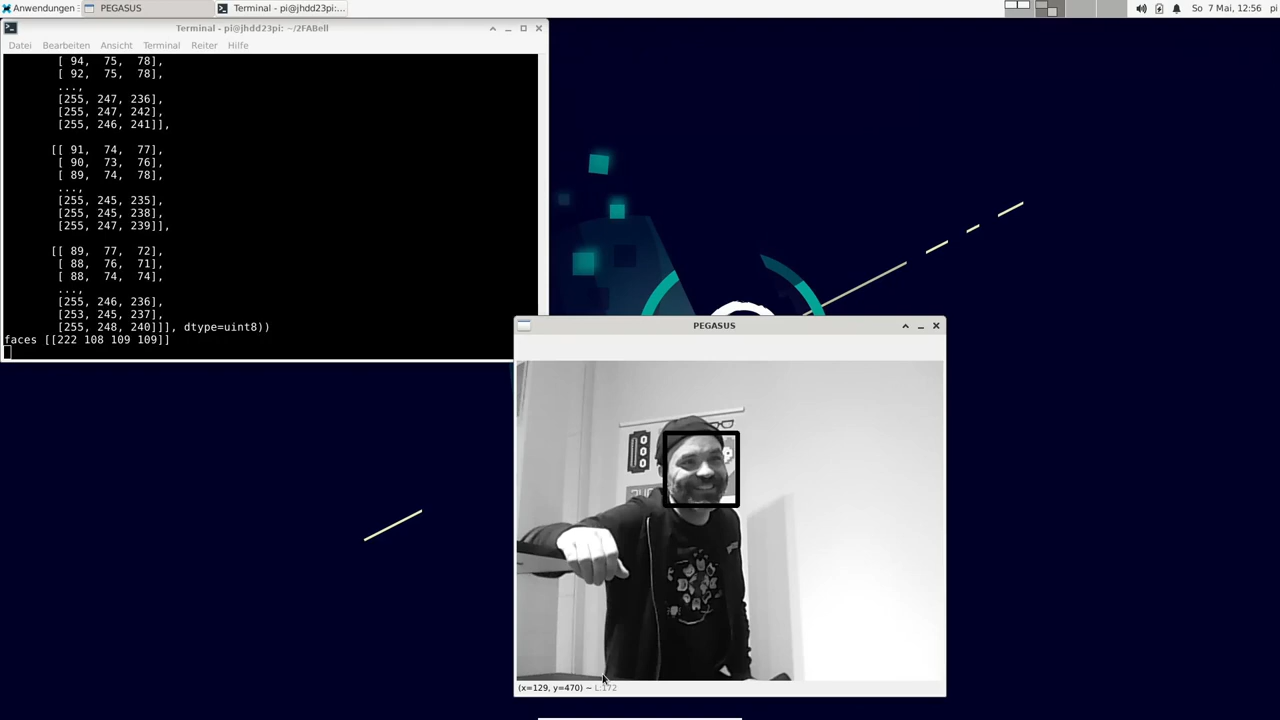 Anwendungen
PEGASUS
Terminal - pi@jhdd23pi:...
So 7 Mai, 12:56
pi
Terminal - pi@jhdd23pi: ~/2FABell
Datei Bearbeiten Ansicht Terminal Reiter Hilfe
[ 94, 75, 78],
[ 92, 75, 78],
...,
[255, 247, 236],
[255, 247, 242],
[255, 246, 241]],
[[ 91, 74, 77],
[ 90, 73, 76],
[ 89, 74, 78],
...,
[255, 245, 235],
[255, 245, 238],
[255, 247, 239]],
[[ 89, 77, 72],
[ 88, 76, 71],
[ 88, 74, 74],
...,
[255, 246, 236],
[253, 245, 237],
[255, 248, 240]]], dtype=uint8))
faces [[222 108 109 109]]
PEGASUS
(x=129, y=470) ~ L:172